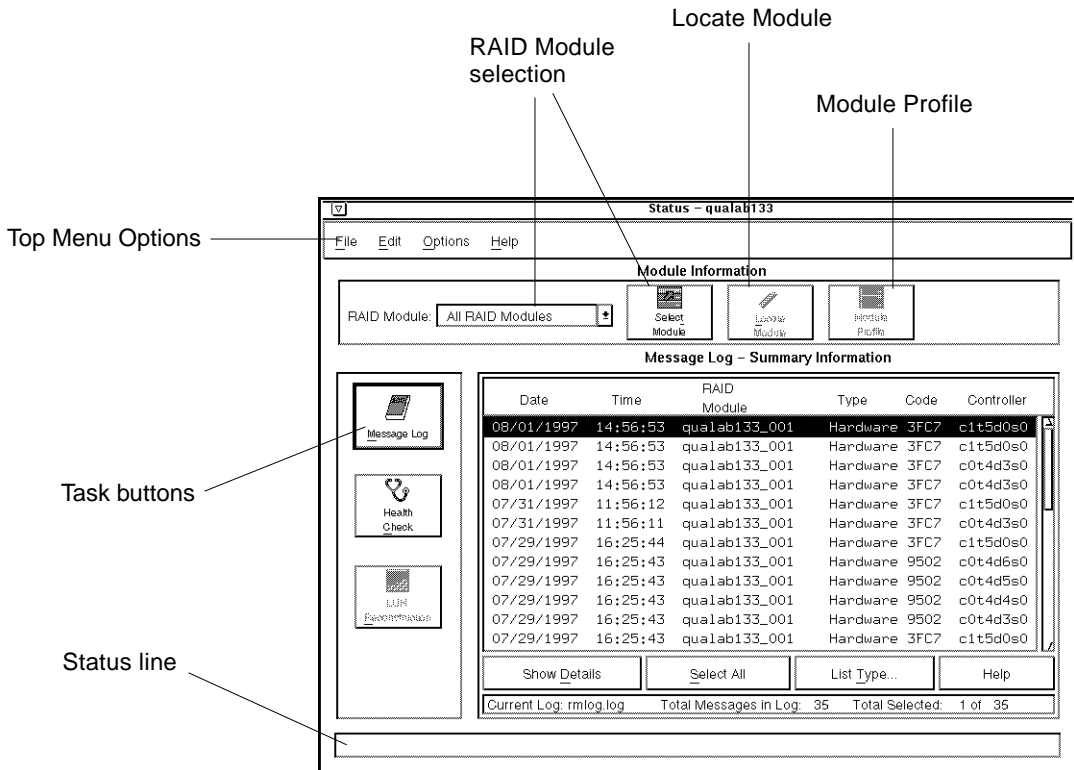 Locate Module
RAID Module
selection
Module Profile
Status – qualab133
Top Menu Options
File Edit Options Help
Module Information
RAID Module: All RAID Modules
Select
Module
Locate
Module
Module
Profile
Message Log – Summary Information
Message Log
Date Time RAID Module Type Code Controller
08/01/1997 14:56:53 qualab133_001 Hardware 3FC7 c1t5d0s0
08/01/1997 14:56:53 qualab133_001 Hardware 3FC7 c1t5d0s0
08/01/1997 14:56:53 qualab133_001 Hardware 3FC7 c0t4d3s0
08/01/1997 14:56:53 qualab133_001 Hardware 3FC7 c0t4d3s0
07/31/1997 11:56:12 qualab133_001 Hardware 3FC7 c1t5d0s0
07/31/1997 11:56:11 qualab133_001 Hardware 3FC7 c0t4d3s0
07/29/1997 16:25:44 qualab133_001 Hardware 3FC7 c1t5d0s0
07/29/1997 16:25:43 qualab133_001 Hardware 9502 c0t4d6s0
07/29/1997 16:25:43 qualab133_001 Hardware 9502 c0t4d5s0
07/29/1997 16:25:43 qualab133_001 Hardware 9502 c0t4d4s0
07/29/1997 16:25:43 qualab133_001 Hardware 9502 c0t4d3s0
07/29/1997 16:25:43 qualab133_001 Hardware 3FC7 c1t5d0s0
Task buttons
Health
Check
LUN
Reconstruction
Show Details Select All List Type... Help
Current Log: rmlog.log Total Messages in Log: 35 Total Selected: 1 of 35
Status line